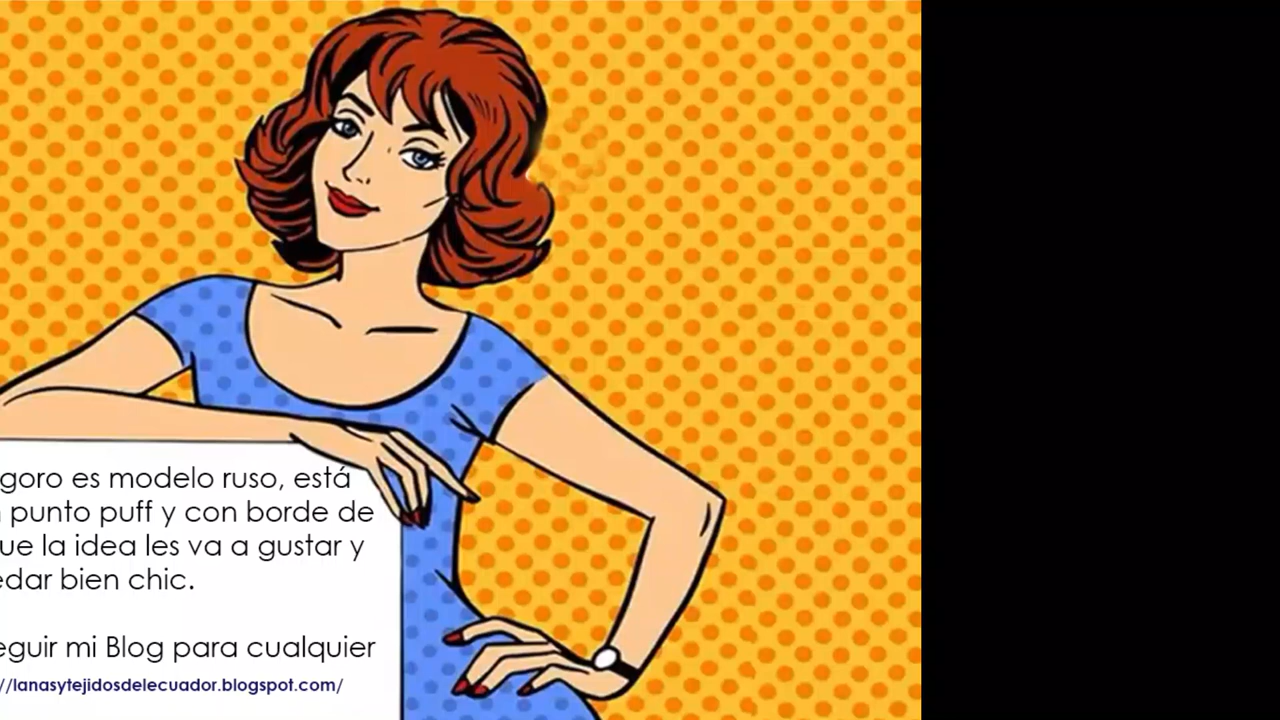 goro es modelo ruso, está
punto puff y con borde de
que la idea les va a gustar y
edar bien chic.
eguir mi Blog para cualquier
//lanasytejidosdelecuador.blogspot.com/